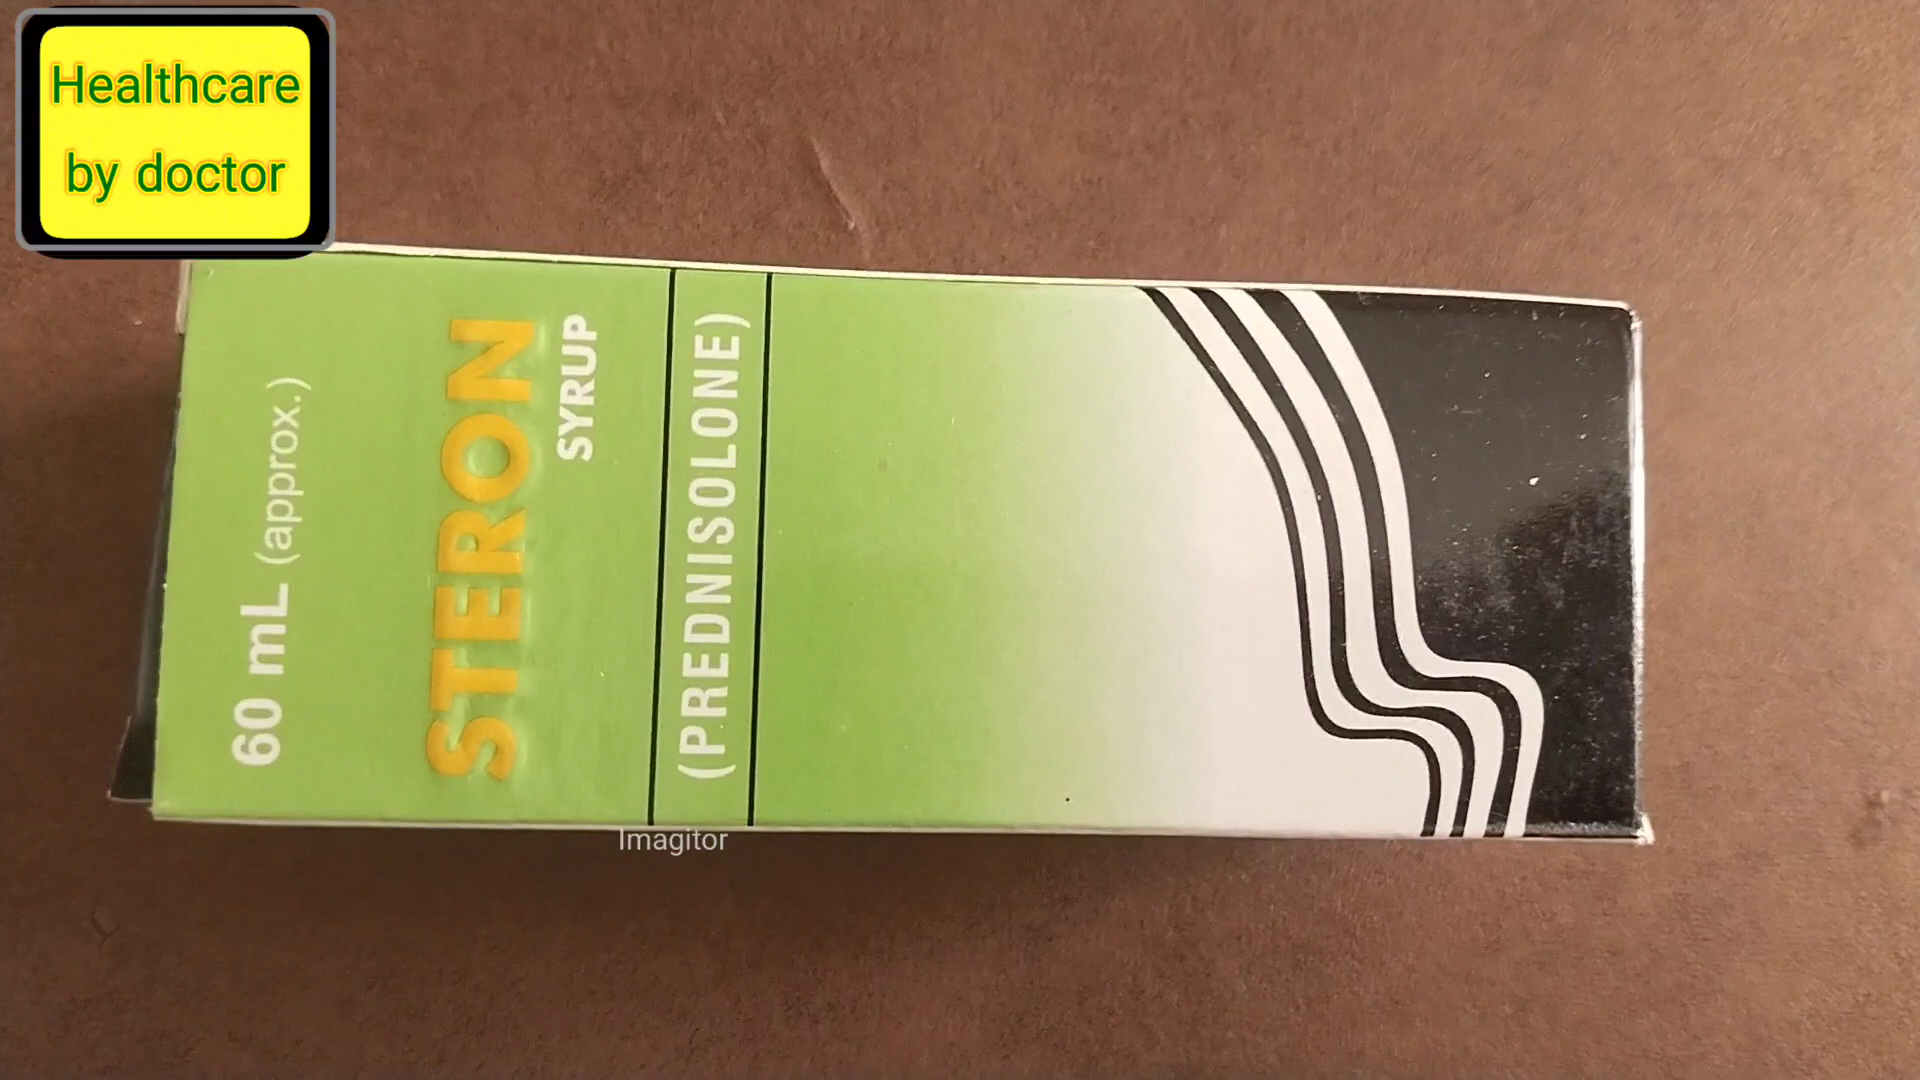 Healthcare
by doctor
60 mL (approx.)
STERON
SYRUP
(PREDNISOLONE)
Imagitor